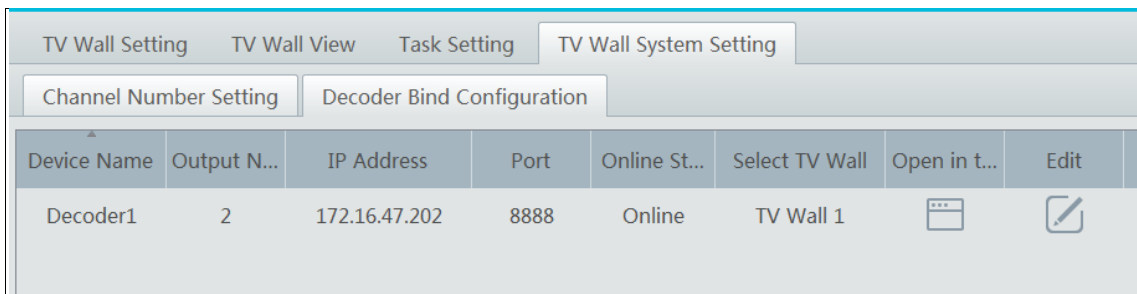 TV Wall Setting TV Wall View Task Setting TV Wall System Setting
Channel Number Setting Decoder Bind Configuration
Device Name Output N... IP Address Port Online St... Select TV Wall Open in t... Edit
Decoder1 2 172.16.47.202 8888 Online TV Wall 1